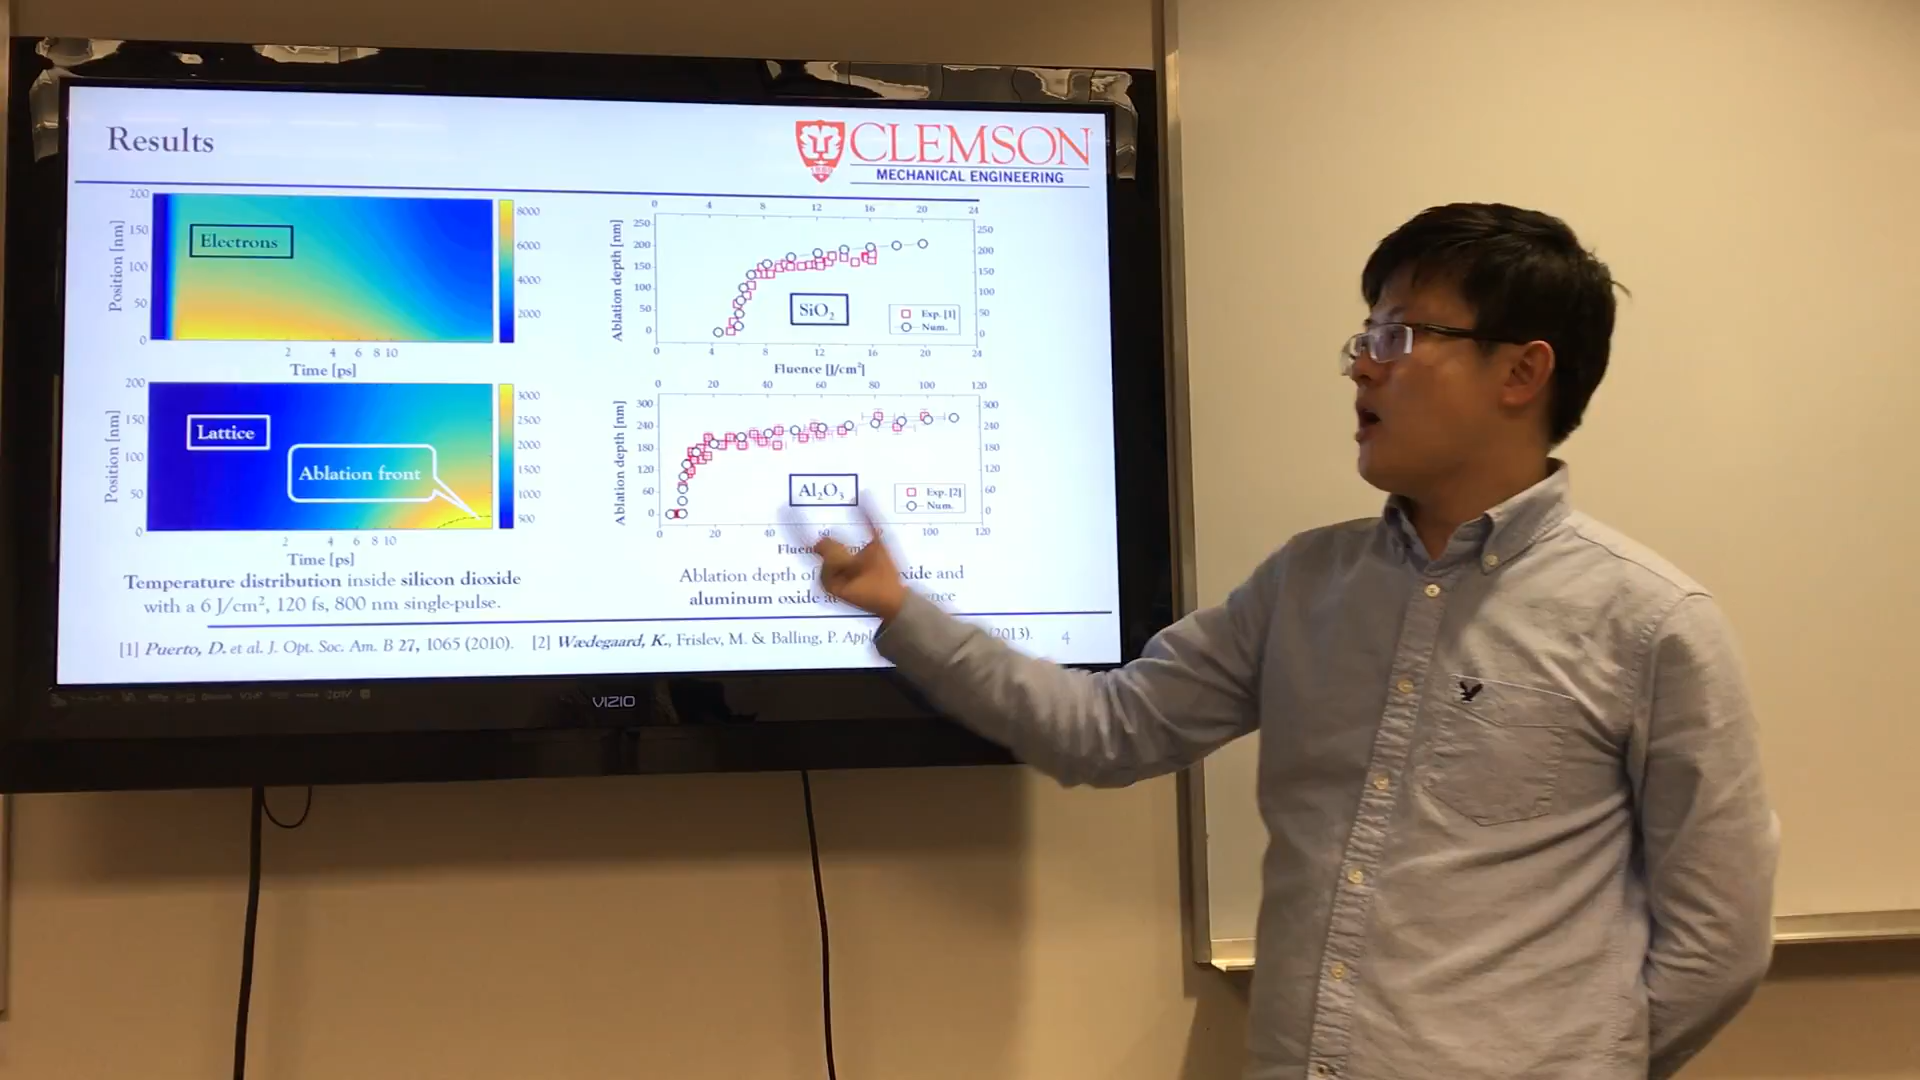 Results
CLEMSON
MECHANICAL ENGINEERING
200
150
100
50
0
Position [nm]
Electrons
8000
6000
4000
2000
2 4 6 8 10
Time [ps]
200
150
100
50
0
Position [nm]
Lattice
Ablation front
3000
2500
2000
1500
1000
500
2 4 6 8 10
Time [ps]
Temperature distribution inside silicon dioxide
with a 6 J/cm², 120 fs, 800 nm single-pulse.
0 4 8 12 16 20 24
250
200
150
100
50
0
Ablation depth [nm]
SiO₂
Exp. [1]
Num.
250
200
150
100
50
0
0 4 8 12 16 20 24
Fluence [J/cm²]
0 20 40 60 80 100 120
300
240
180
120
60
0
Ablation depth [nm]
Al₂O₃
Exp. [2]
Num.
300
240
180
120
60
0
0 20 40 60 100 120
Ablation depth of
aluminum oxide
[1] Puerto, D. et al. J. Opt. Soc. Am. B 27, 1065 (2010). [2] Wædegaard, K., Frislev, M. & Balling, P. Appl 2013). 4
VIZIO